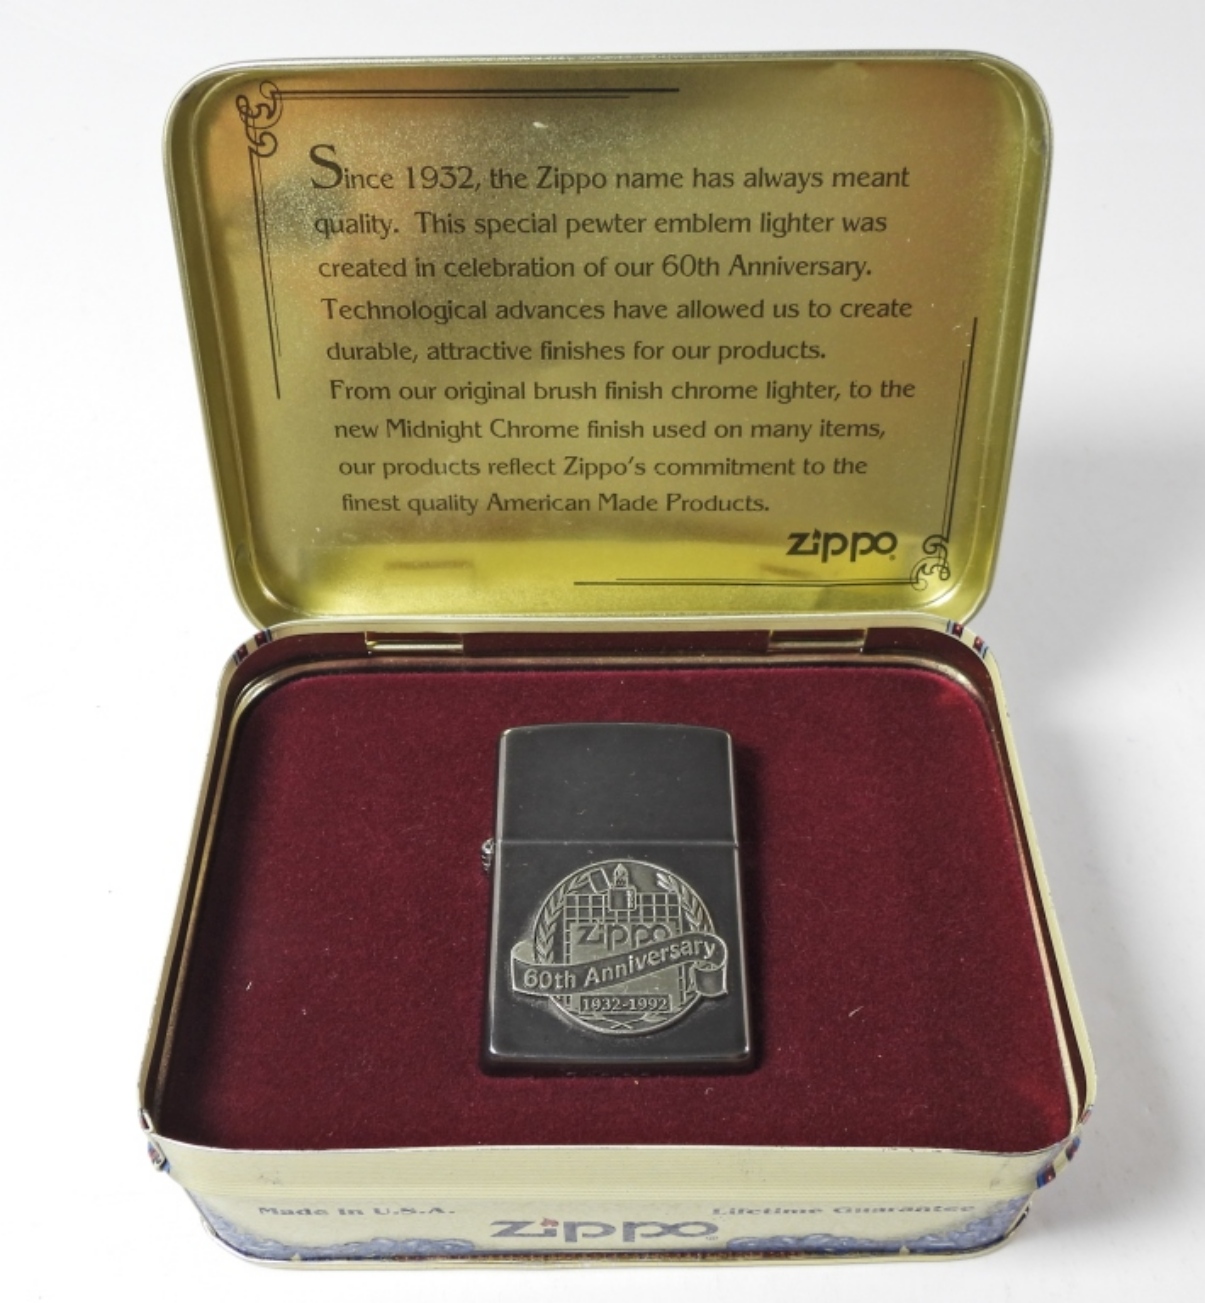 Since 1932, the Zippo name has always meant
quality. This special pewter emblem lighter was
created in celebration of our 60th Anniversary.
Technological advances have allowed us to create
durable, attractive finishes for our products.
From our original brush finish chrome lighter, to the
new Midnight Chrome finish used on many items,
our products reflect Zippo's commitment to the
finest quality American Made Products.
Zippo
Zippo
60th Anniversary
1932-1992
Made in U.S.A.
Lifetime Guarantee
Zippo